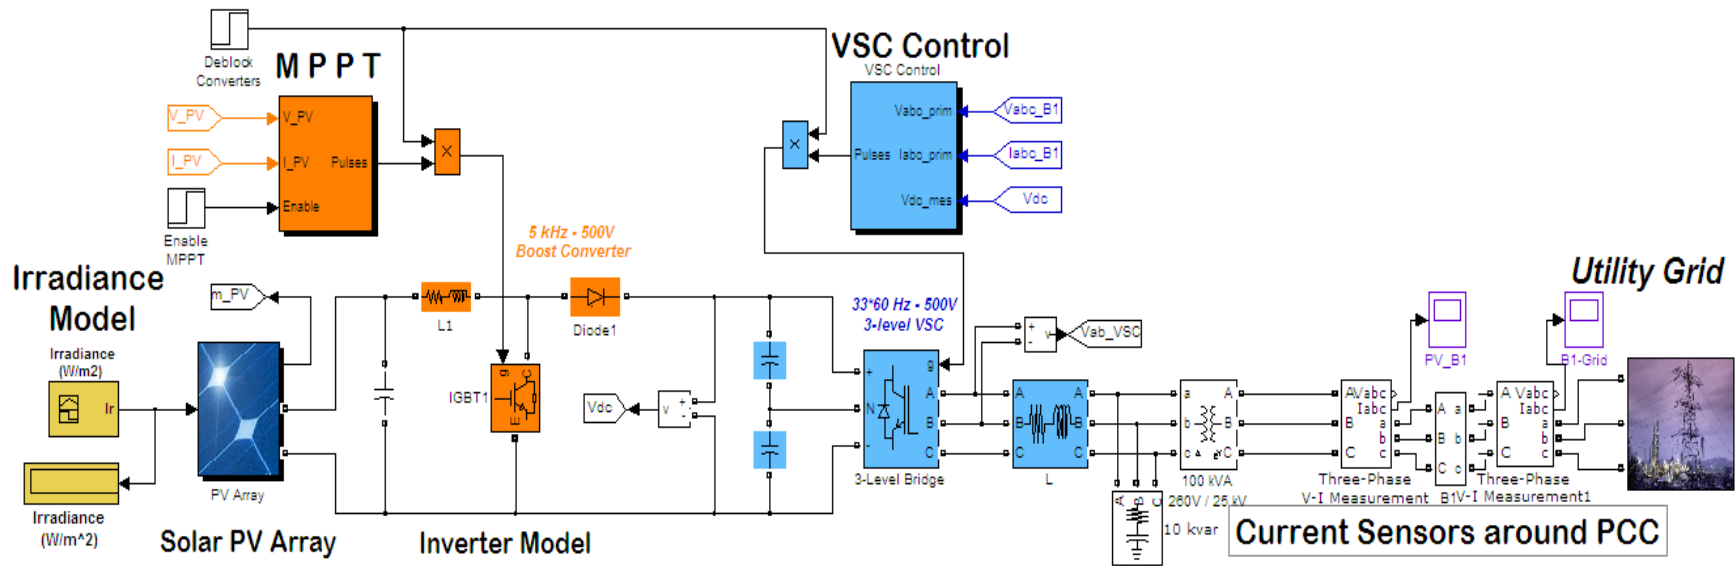 Deblock
Converters
M P P T
V_PV
I_PV
V_PV
I_PV
Enable
Pulses
Enable
MPPT
×
VSC Control
VSC Control
Vabc_prim
Iabc_prim
Vdc_mes
Pulses
Vabc_B1
Iabc_B1
Vdc
×
5 kHz - 500V
Boost Converter
Irradiance
Model
Irradiance
(W/m2)
Ir
Irradiance
(W/m^2)
m_PV
PV Array
Solar PV Array
L1
IGBT1
g
C
E
Diode1
Inverter Model
Vdc
v
+
-
33*60 Hz - 500V
3-level VSC
g
+
N
-
A
B
C
3-Level Bridge
+
-
v
Vab_VSC
A
B
C
A
B
C
L
A
B
C
10 kvar
a
b
c
A
B
C
100 kVA
260V / 25 kV
A
B
C
Vabc
Iabc
a
b
c
Three-Phase
V-I Measurement
PV_B1
A
B
C
a
b
c
B1
A
B
C
Vabc
Iabc
a
b
c
Three-Phase
V-I Measurement1
B1-Grid
Utility Grid
Current Sensors around PCC